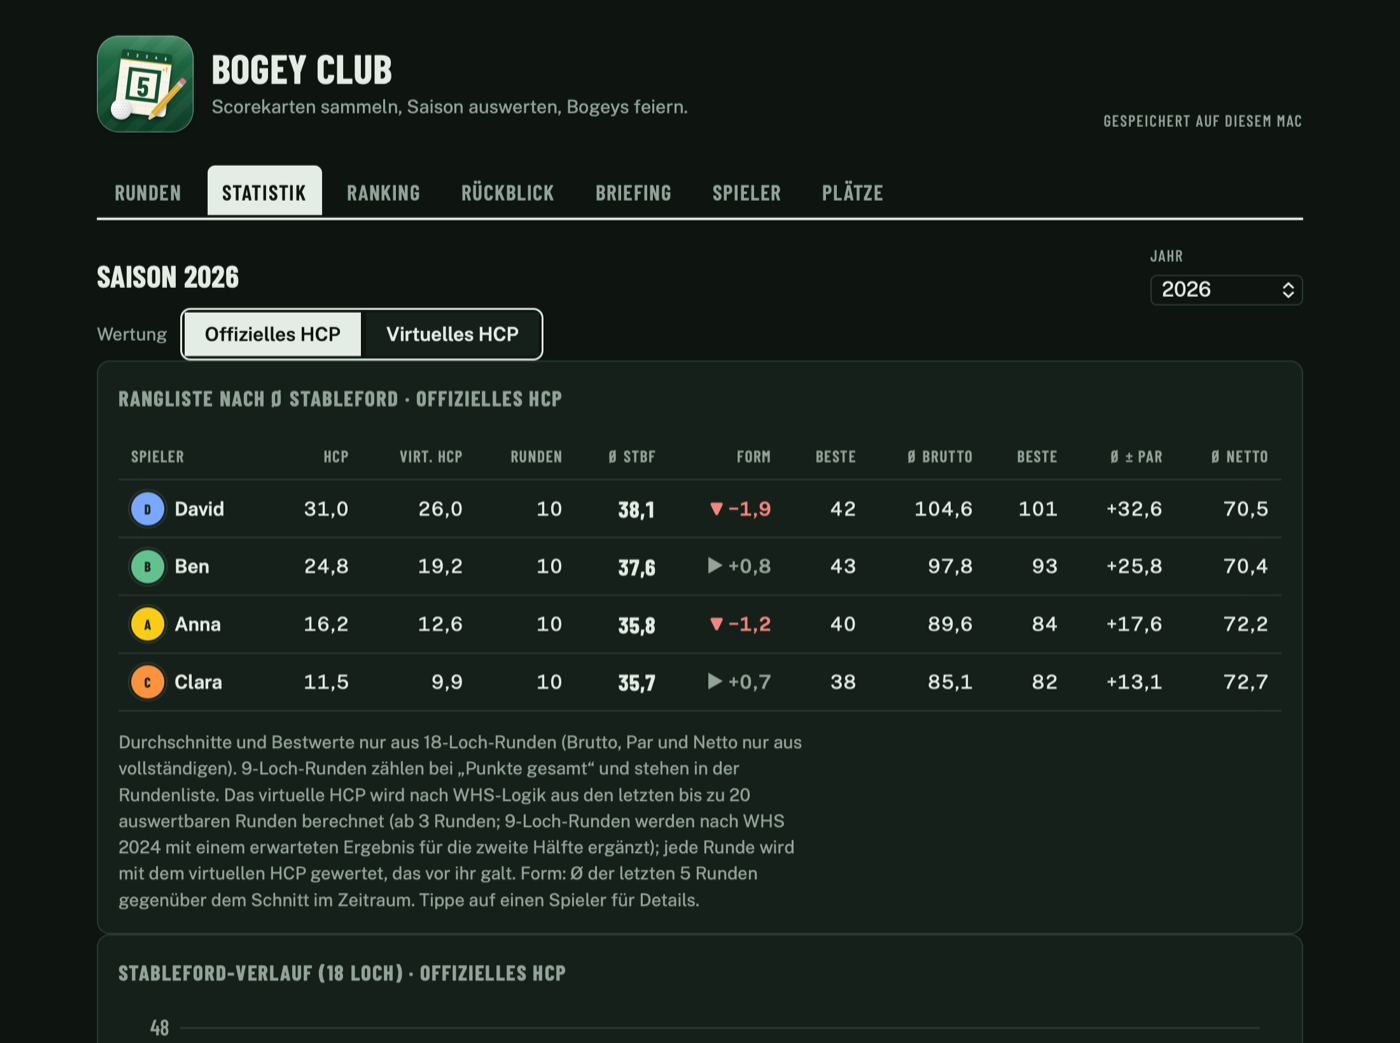 5
BOGEY CLUB
Scorekarten sammeln, Saison auswerten, Bogeys feiern.
GESPEICHERT AUF DIESEM MAC
RUNDEN STATISTIK RANKING RÜCKBLICK BRIEFING SPIELER PLÄTZE
SAISON 2026
JAHR
2026
Wertung Offizielles HCP Virtuelles HCP
RANGLISTE NACH Ø STABLEFORD · OFFIZIELLES HCP
SPIELER HCP VIRT. HCP RUNDEN Ø STBF FORM BESTE Ø BRUTTO BESTE Ø ± PAR Ø NETTO
D David 31,0 26,0 10 38,1 ▼ −1,9 42 104,6 101 +32,6 70,5
B Ben 24,8 19,2 10 37,6 ▶ +0,8 43 97,8 93 +25,8 70,4
A Anna 16,2 12,6 10 35,8 ▼ −1,2 40 89,6 84 +17,6 72,2
C Clara 11,5 9,9 10 35,7 ▶ +0,7 38 85,1 82 +13,1 72,7
Durchschnitte und Bestwerte nur aus 18-Loch-Runden (Brutto, Par und Netto nur aus
vollständigen). 9-Loch-Runden zählen bei „Punkte gesamt“ und stehen in der
Rundenliste. Das virtuelle HCP wird nach WHS-Logik aus den letzten bis zu 20
auswertbaren Runden berechnet (ab 3 Runden; 9-Loch-Runden werden nach WHS
2024 mit einem erwarteten Ergebnis für die zweite Hälfte ergänzt); jede Runde wird
mit dem virtuellen HCP gewertet, das vor ihr galt. Form: Ø der letzten 5 Runden
gegenüber dem Schnitt im Zeitraum. Tippe auf einen Spieler für Details.
STABLEFORD-VERLAUF (18 LOCH) · OFFIZIELLES HCP
48